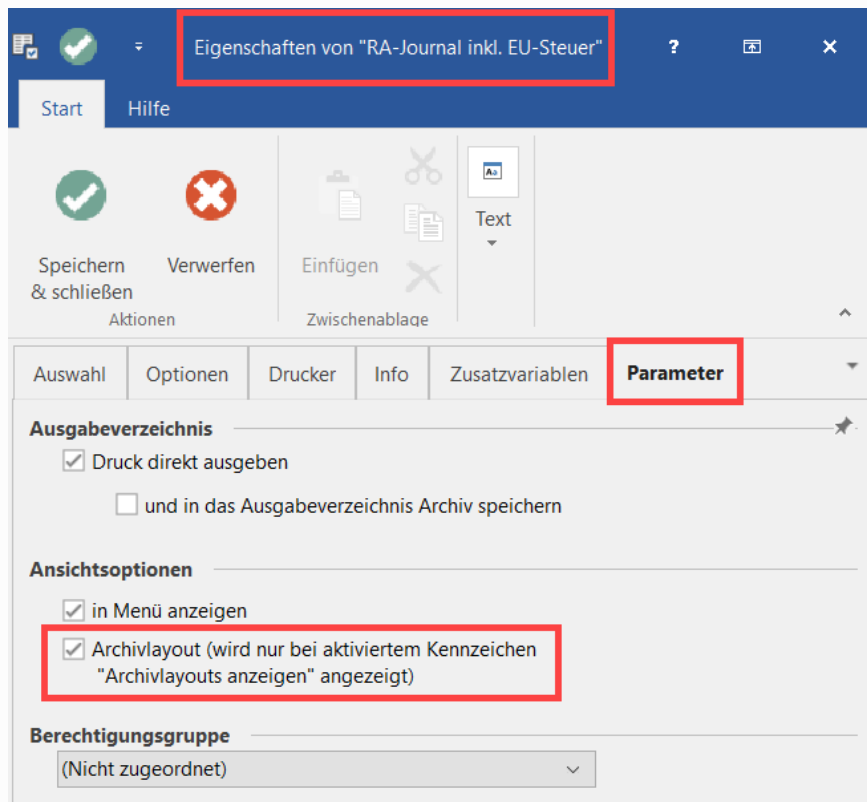 Eigenschaften von "RA-Journal inkl. EU-Steuer"
?
Start
Hilfe
Speichern
& schließen
Verwerfen
Einfügen
Text
Aktionen
Zwischenablage
Auswahl
Optionen
Drucker
Info
Zusatzvariablen
Parameter
Ausgabeverzeichnis
Druck direkt ausgeben
und in das Ausgabeverzeichnis Archiv speichern
Ansichtsoptionen
in Menü anzeigen
Archivlayout (wird nur bei aktiviertem Kennzeichen
"Archivlayouts anzeigen" angezeigt)
Berechtigungsgruppe
(Nicht zugeordnet)